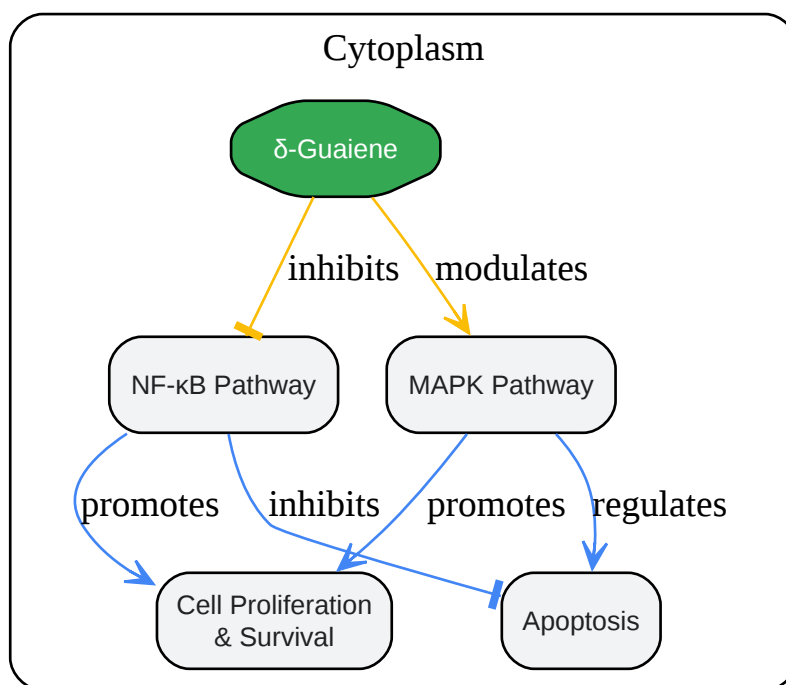 Cytoplasm
δ-Guaiene
inhibits
modulates
NF-κB Pathway
MAPK Pathway
promotes
inhibits
promotes
regulates
Cell Proliferation
& Survival
Apoptosis